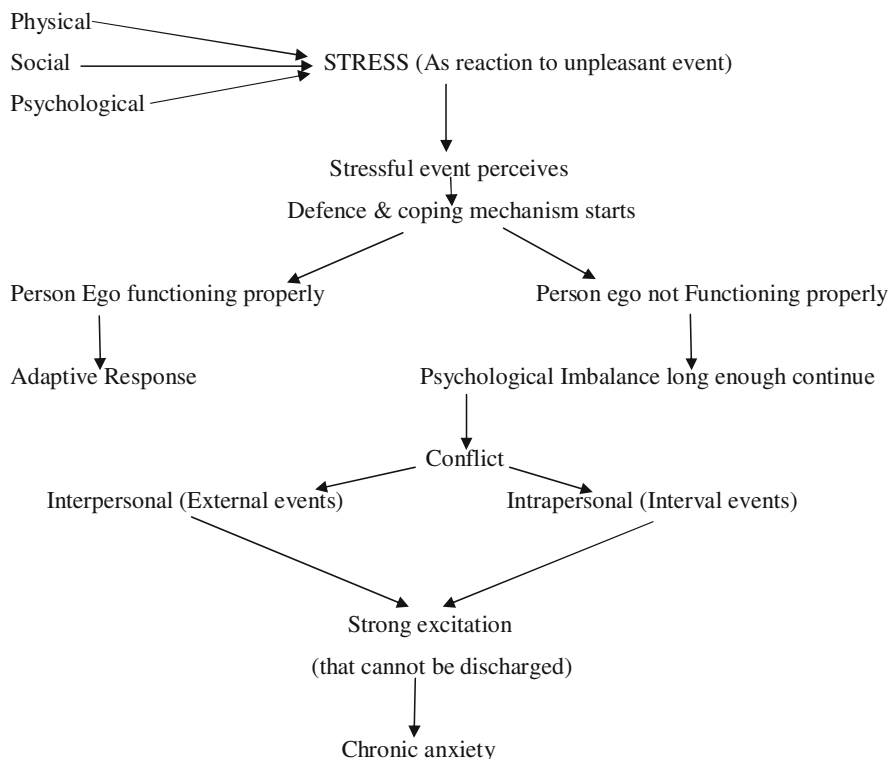 Physical
Social
STRESS (As reaction to unpleasant event)
Psychological
Stressful event perceives
Defence & coping mechanism starts
Person Ego functioning properly
Person ego not Functioning properly
Adaptive Response
Psychological Imbalance long enough continue
Conflict
Interpersonal (External events)
Intrapersonal (Interval events)
Strong excitation
(that cannot be discharged)
Chronic anxiety